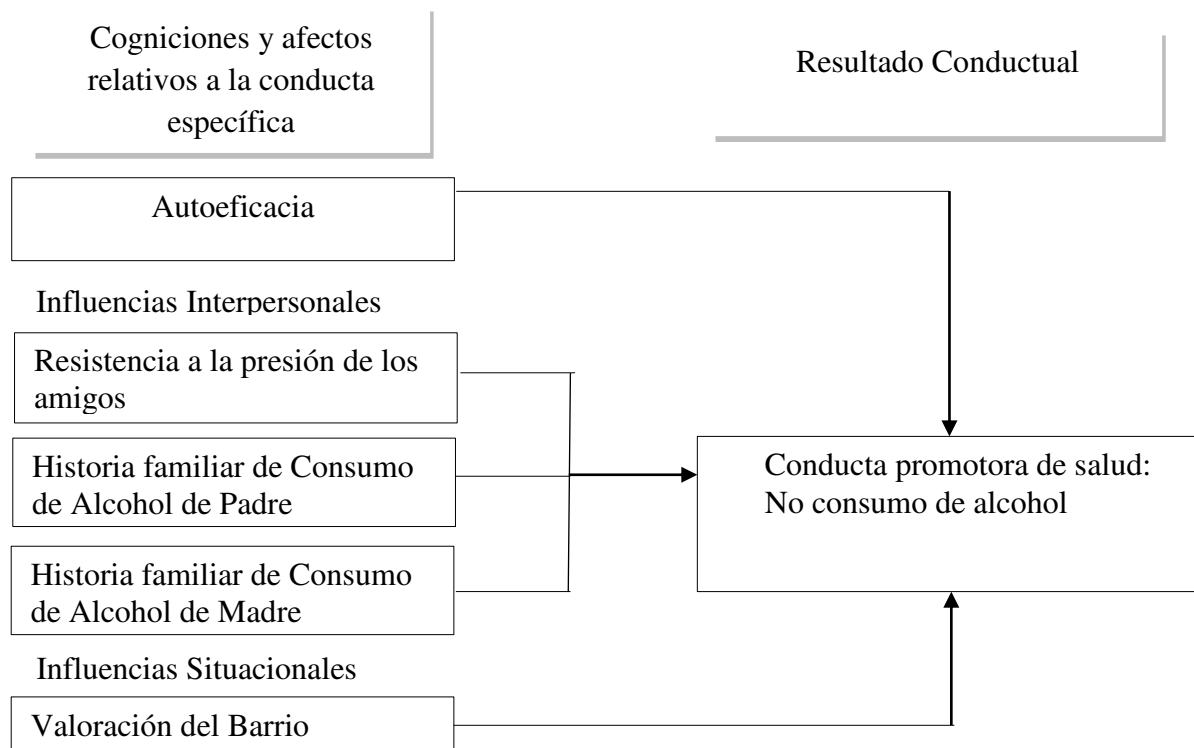 Cogniciones y afectos
relativos a la conducta
específica
Resultado Conductual
Autoeficacia
Influencias Interpersonales
Resistencia a la presión de los
amigos
Historia familiar de Consumo
de Alcohol de Padre
Historia familiar de Consumo
de Alcohol de Madre
Conducta promotora de salud:
No consumo de alcohol
Influencias Situacionales
Valoración del Barrio